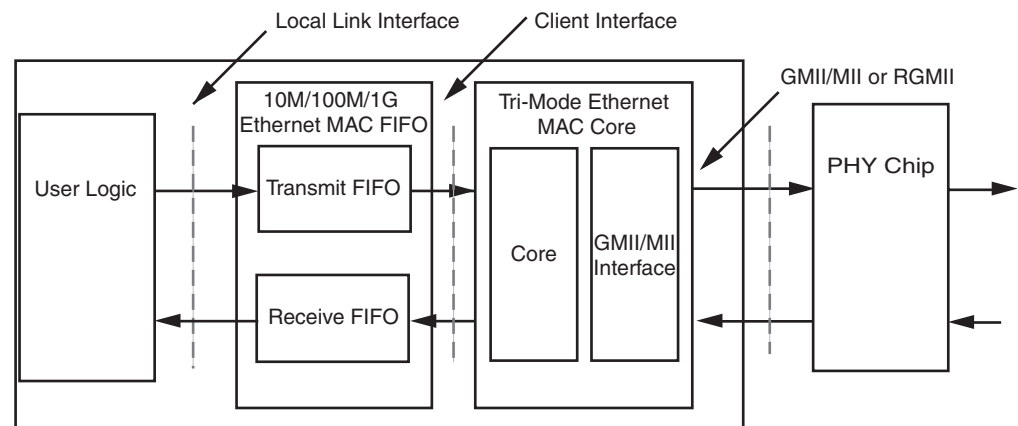 Local Link Interface
Client Interface
GMII/MII or RGMII
10M/100M/1G
Ethernet MAC FIFO
Tri-Mode Ethernet
MAC Core
User Logic
Transmit FIFO
Receive FIFO
Core
GMII/MII
Interface
PHY Chip